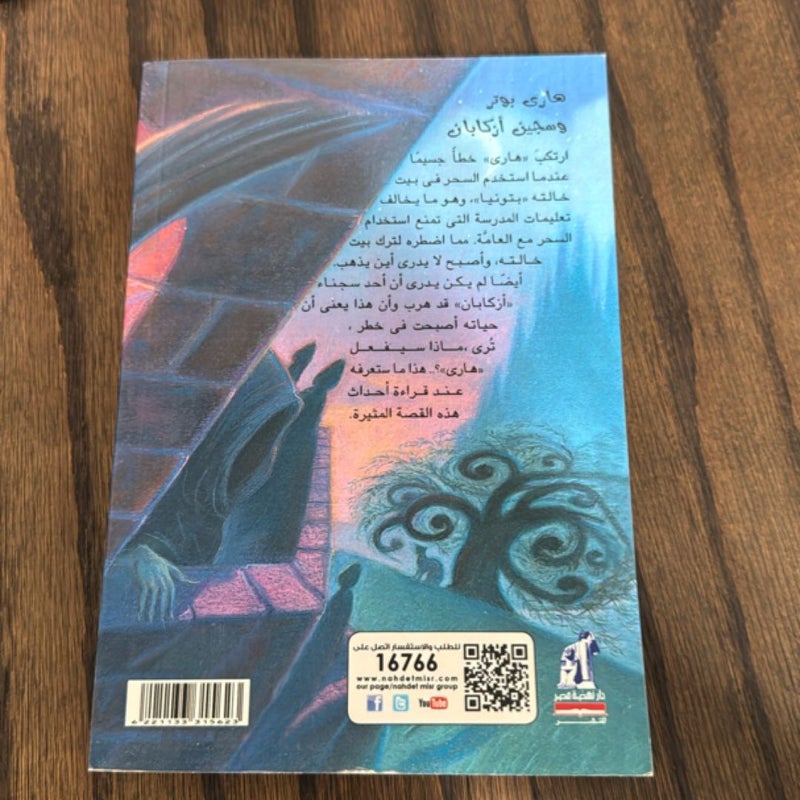 هارى بوتر
وسجين أزكابان
ارتكبَ «هارى» خطأً جسيمًا
عندما استخدم السحر فى بيت
خالته «بتونيا»، وهو ما يخالف
تعليمات المدرسة التى تمنع استخدام
السحر مع العامَّة. مما اضطره لترك بيت
خالته، وأصبح لا يدرى أين يذهب.
أيضًا لم يكن يدرى أن أحد سجناء
«أزكابان» قد هرب وأن هذا يعنى أن
حياته أصبحت فى خطر ،
تُرى ،ماذا سيفعل
«هارى»؟.. هذا ما ستعرفه
عند قراءة أحداث
هذه القصة المثيرة.
للطلب والاستفسار اتصل على
16766
www.nahdetmisr.com
our page/nahdet misr group
You Tube
دار نهضة مصر
للنشر
6 221133 315623